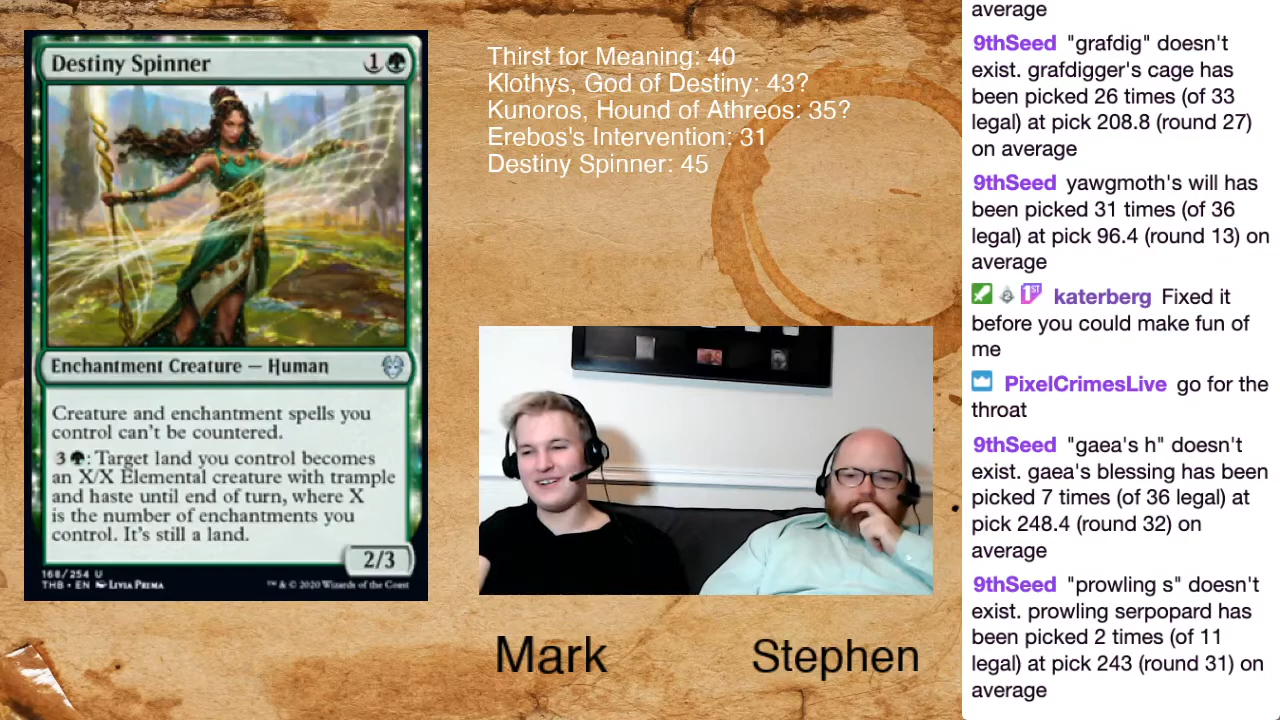 Destiny Spinner 1
Enchantment Creature — Human
Creature and enchantment spells you
control can't be countered.
3 : Target land you control becomes
an X/X Elemental creature with trample
and haste until end of turn, where X
is the number of enchantments you
control. It's still a land.
2/3
168/254 U
THB • EN LIVIA PRIMA
™ & © 2020 Wizards of the Coast
Thirst for Meaning: 40
Klothys, God of Destiny: 43?
Kunoros, Hound of Athreos: 35?
Erebos's Intervention: 31
Destiny Spinner: 45
Mark
Stephen
average
9thSeed "grafdig" doesn't
exist. grafdigger's cage has
been picked 26 times (of 33
legal) at pick 208.8 (round 27)
on average
9thSeed yawgmoth's will has
been picked 31 times (of 36
legal) at pick 96.4 (round 13) on
average
1ST katerberg Fixed it
before you could make fun of
me
PixelCrimesLive go for the
throat
9thSeed "gaea's h" doesn't
exist. gaea's blessing has been
picked 7 times (of 36 legal) at
pick 248.4 (round 32) on
average
9thSeed "prowling s" doesn't
exist. prowling serpopard has
been picked 2 times (of 11
legal) at pick 243 (round 31) on
average